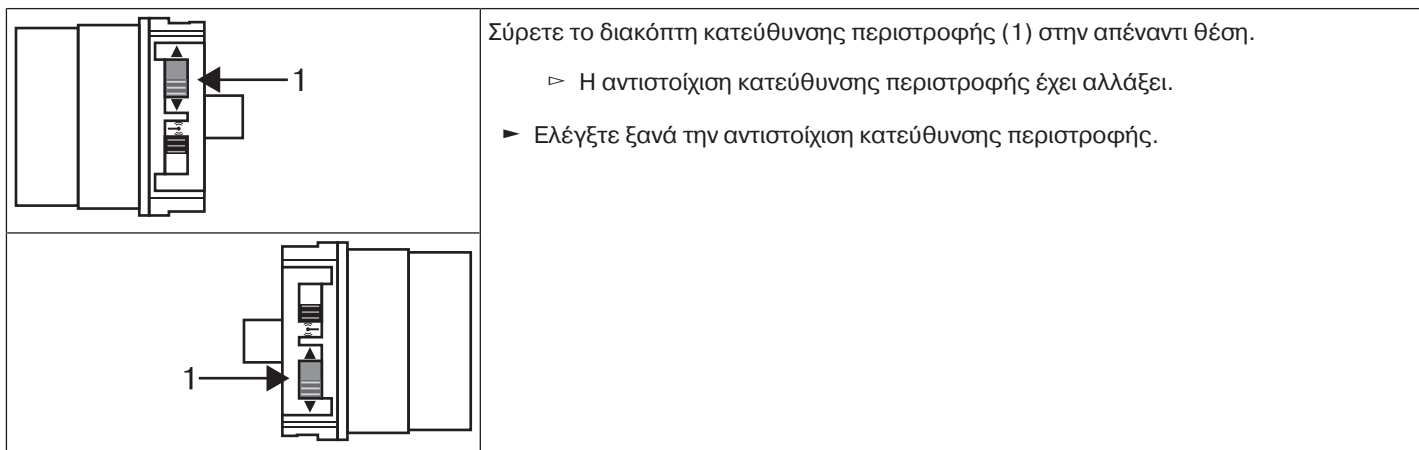 1
Σύρετε το διακόπτη κατεύθυνσης περιστροφής (1) στην απέναντι θέση.
▻ Η αντιστοίχιση κατεύθυνσης περιστροφής έχει αλλάξει.
► Ελέγξτε ξανά την αντιστοίχιση κατεύθυνσης περιστροφής.
1